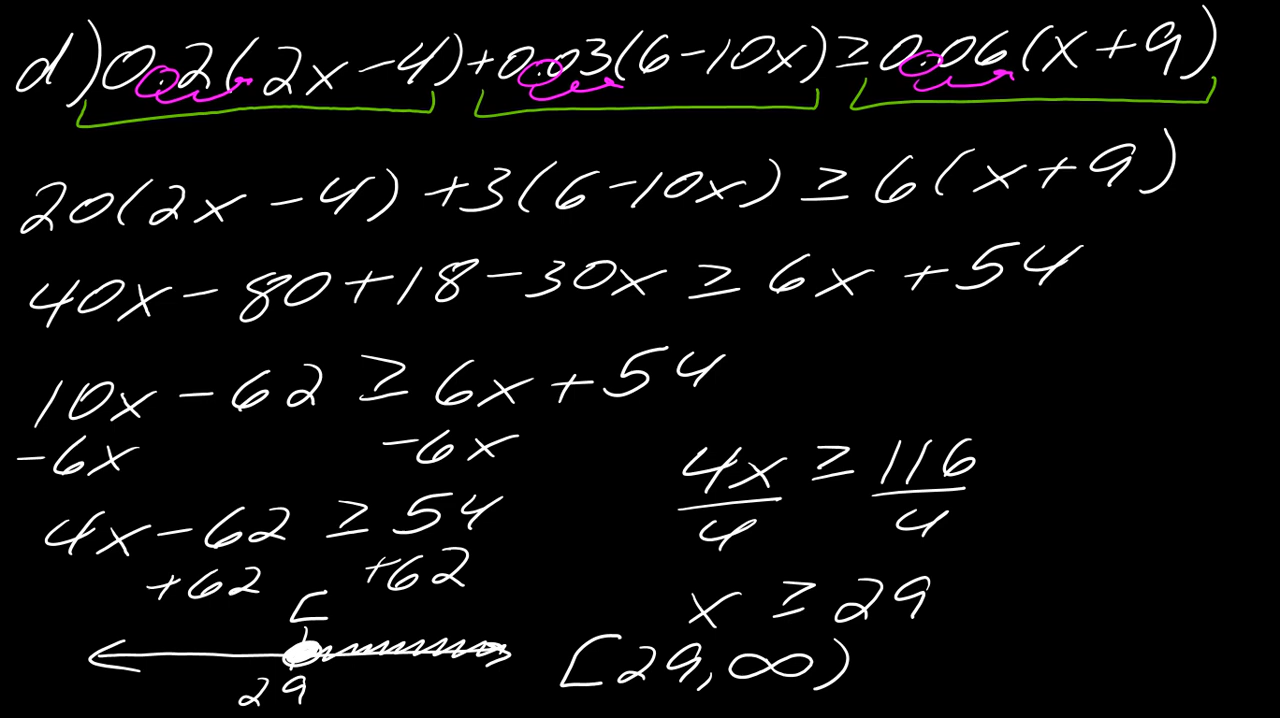 d) 0.2(2x-4)+0.03(6-10x)≥0.06(x+9)
20(2x-4)+3(6-10x)≥6(x+9)
40x-80+18-30x≥6x+54
10x-62≥6x+54
-6x -6x
4x-62≥54
+62 +62
[
29
4x/4≥116/4
x≥29
[29,∞)